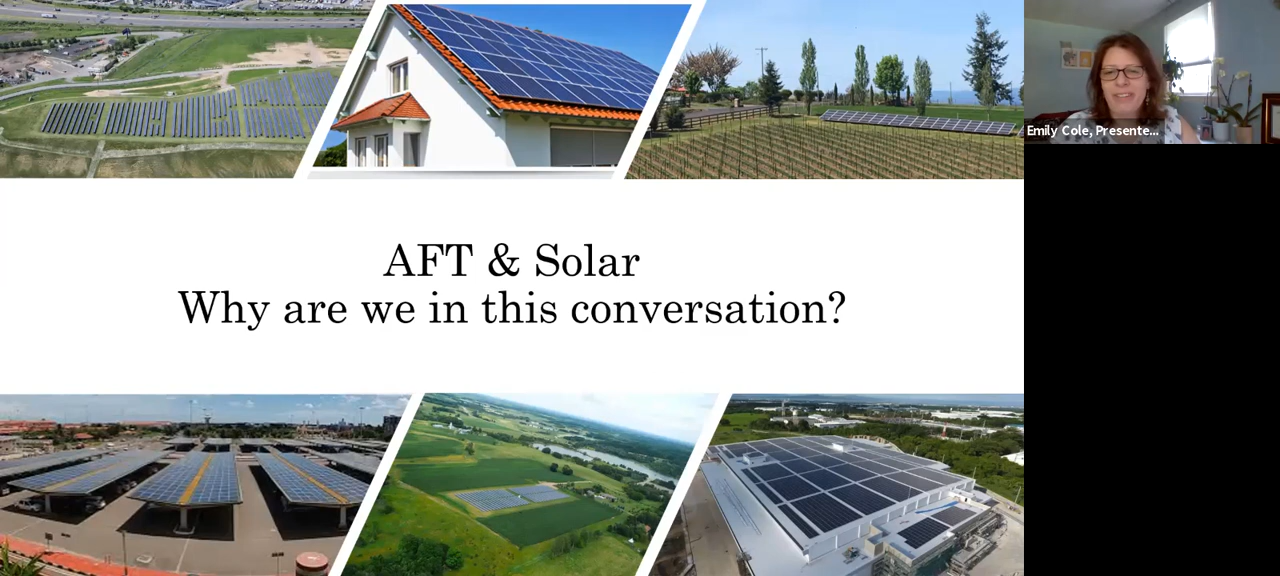 AFT & Solar
Why are we in this conversation?
Emily Cole, Presente...